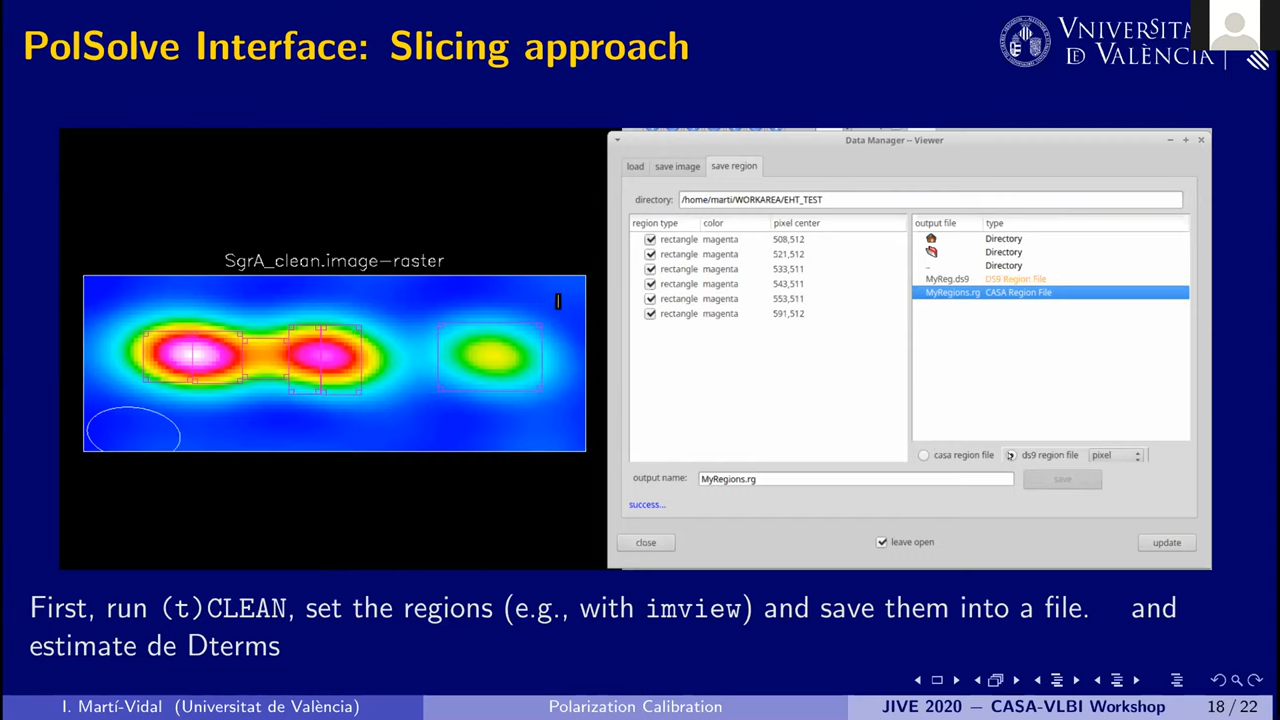 PolSolve Interface: Slicing approach
VNIVERSITAT
DE VALÈNCIA
SgrA_clean.image-raster
Data Manager -- Viewer
load save image save region
directory: /home/marti/WORKAREA/EHT_TEST
region type color pixel center
rectangle magenta 508,512
rectangle magenta 521,512
rectangle magenta 533,511
rectangle magenta 543,511
rectangle magenta 553,511
rectangle magenta 591,512
output file type
Directory
Directory
.. Directory
MyReg.ds9 DS9 Region File
MyRegions.rg CASA Region File
casa region file ds9 region file pixel
output name: MyRegions.rg save
success...
close leave open update
First, run (t)CLEAN, set the regions (e.g., with imview) and save them into a file. and
estimate de Dterms
I. Martí-Vidal (Universitat de València) Polarization Calibration JIVE 2020 – CASA-VLBI Workshop 18 / 22